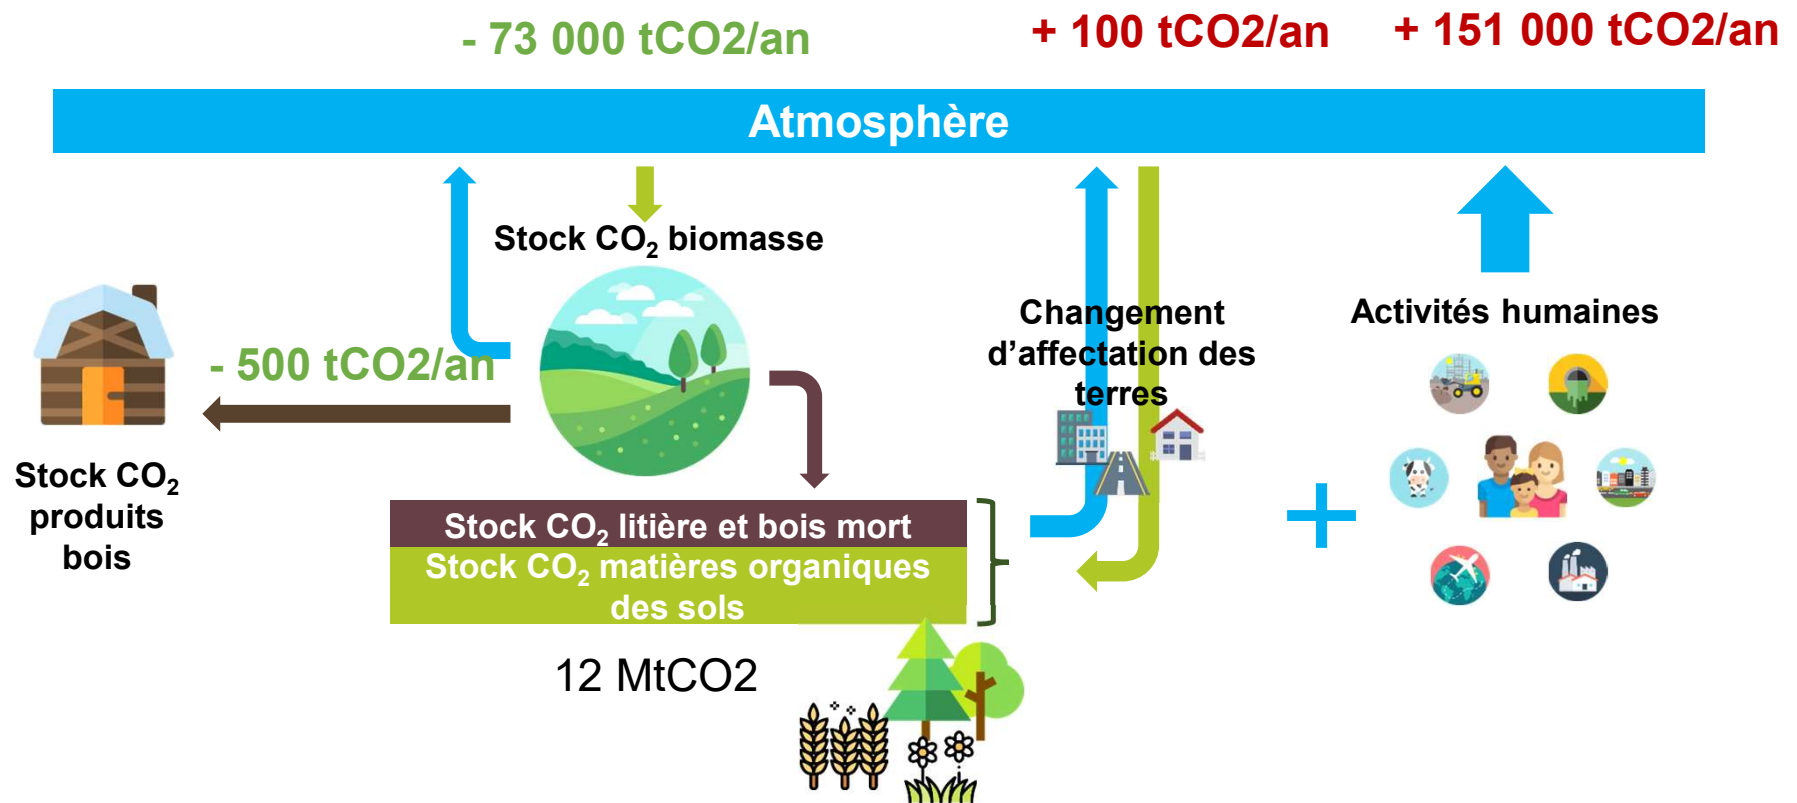 - 73 000 tCO2/an
+ 100 tCO2/an
+ 151 000 tCO2/an
Atmosphère
Stock CO₂ biomasse
- 500 tCO2/an
Stock CO₂
produits
bois
Stock CO₂ litière et bois mort
Stock CO₂ matières organiques
des sols
12 MtCO2
Changement
d’affectation des
terres
+
Activités humaines